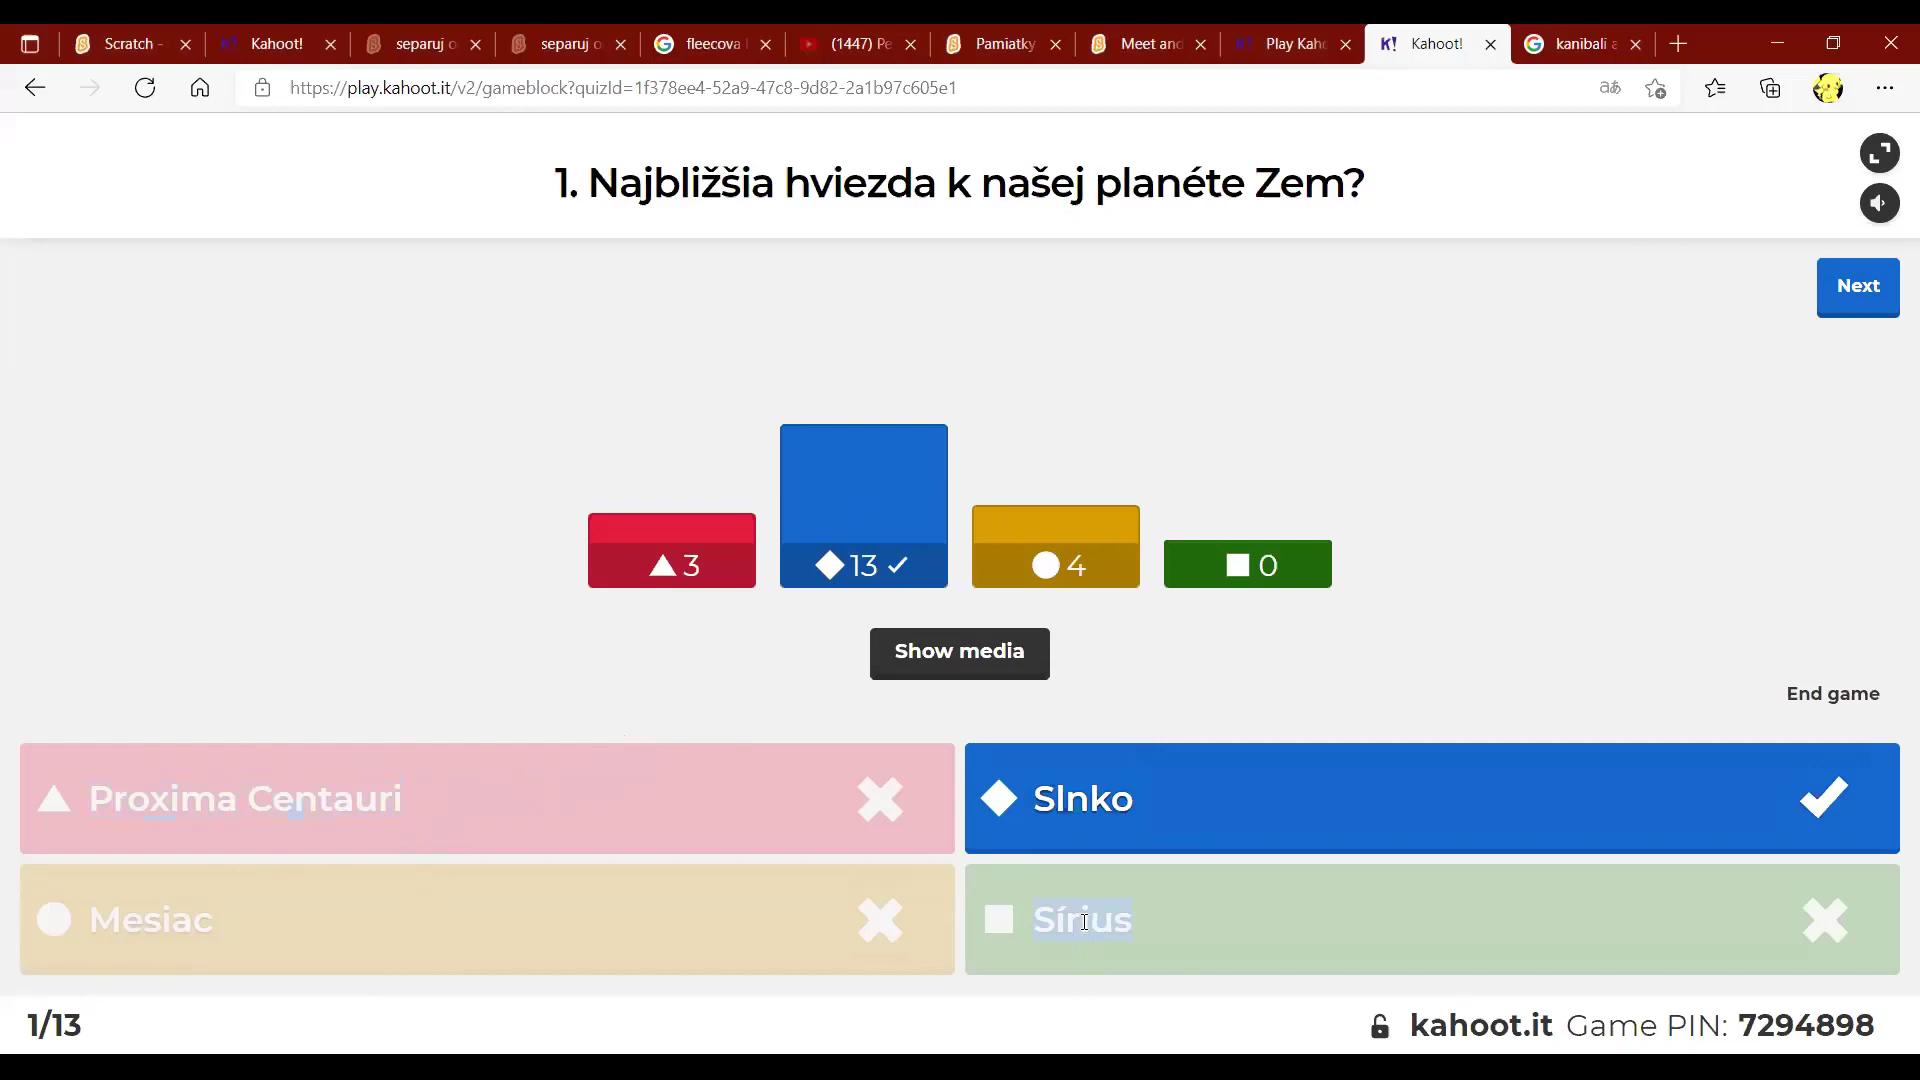 Scratch -
Kahoot!
separuj o
separuj o
fleecova
(1447) Pe
Pamiatky
Meet and
Play Kaho
Kahoot!
kanibali a
https://play.kahoot.it/v2/gameblock?quizId=1f378ee4-52a9-47c8-9d82-2a1b97c605e1
1. Najbližšia hviezda k našej planéte Zem?
Next
3
13
4
0
Show media
End game
Proxima Centauri
Slnko
Mesiac
Sírius
1/13
kahoot.it Game PIN: 7294898